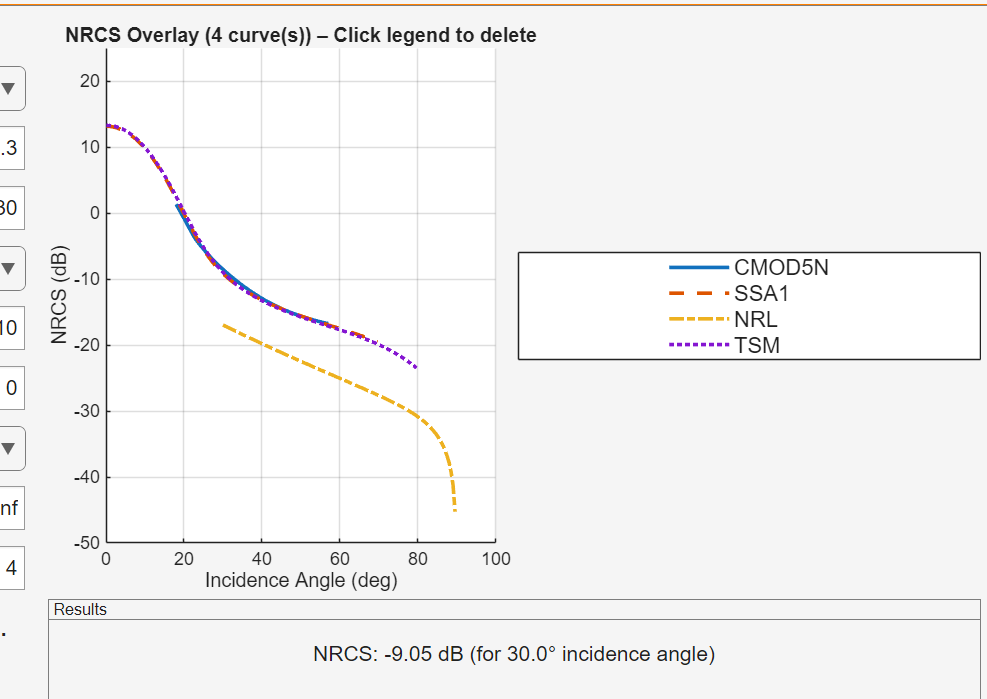 NRCS Overlay (4 curve(s)) – Click legend to delete
20
10
0
-10
-20
-30
-40
-50
NRCS (dB)
0 20 40 60 80 100
Incidence Angle (deg)
CMOD5N
SSA1
NRL
TSM
.3
30
10
0
nf
4
.
Results
NRCS: -9.05 dB (for 30.0° incidence angle)